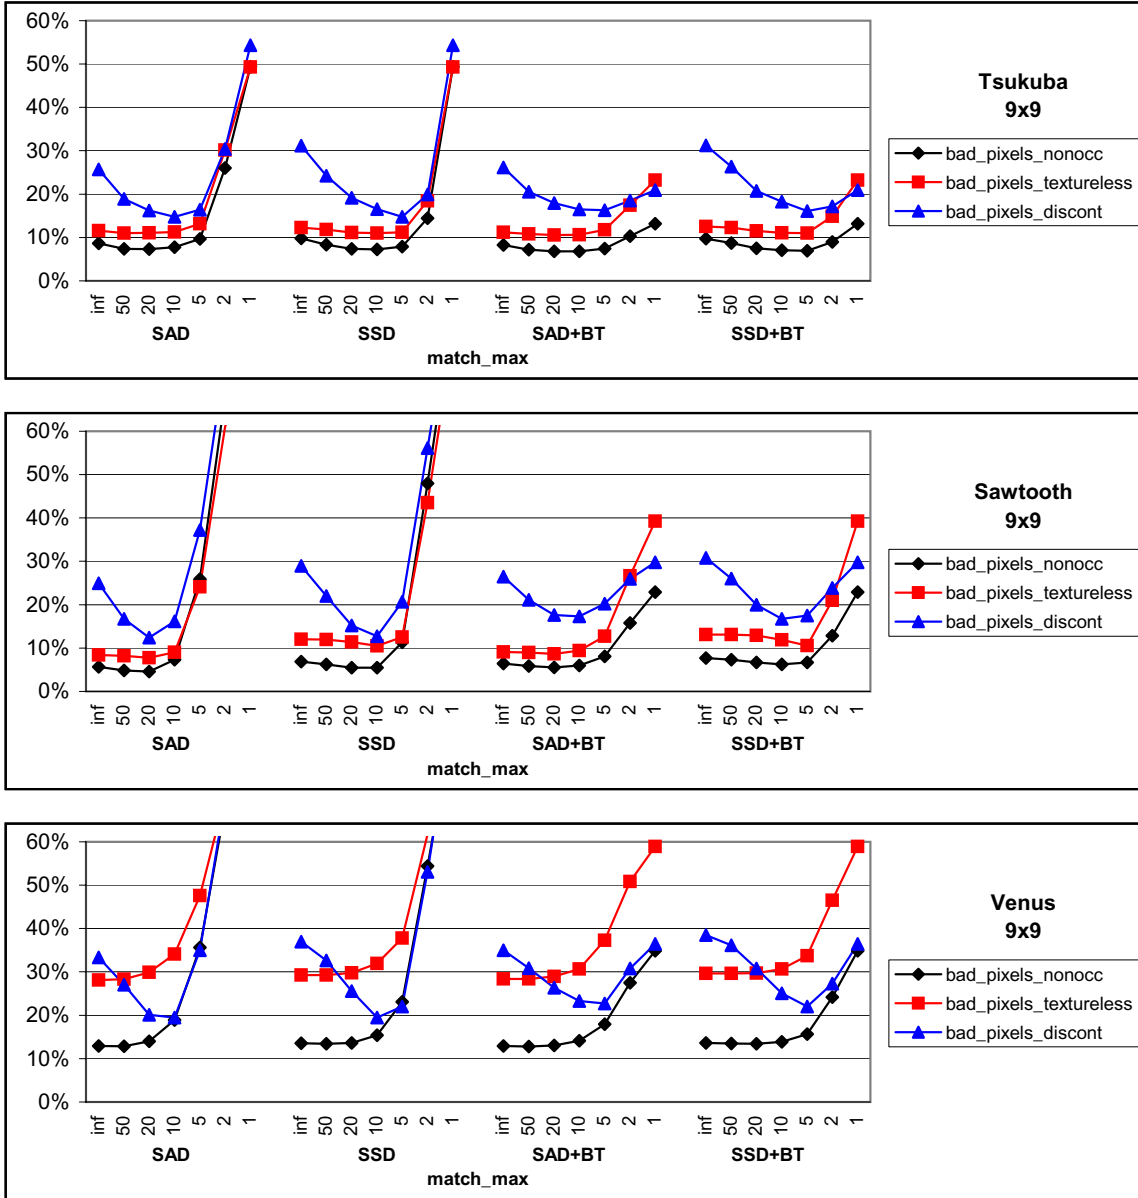 60%
50%
40%
30%
20%
10%
0%
inf 50 20 10 5 2 1 inf 50 20 10 5 2 1 inf 50 20 10 5 2 1 inf 50 20 10 5 2 1
SAD SSD SAD+BT SSD+BT
match_max
Tsukuba
9x9
bad_pixels_nonocc
bad_pixels_textureless
bad_pixels_discont
60%
50%
40%
30%
20%
10%
0%
inf 50 20 10 5 2 1 inf 50 20 10 5 2 1 inf 50 20 10 5 2 1 inf 50 20 10 5 2 1
SAD SSD SAD+BT SSD+BT
match_max
Sawtooth
9x9
bad_pixels_nonocc
bad_pixels_textureless
bad_pixels_discont
60%
50%
40%
30%
20%
10%
0%
inf 50 20 10 5 2 1 inf 50 20 10 5 2 1 inf 50 20 10 5 2 1 inf 50 20 10 5 2 1
SAD SSD SAD+BT SSD+BT
match_max
Venus
9x9
bad_pixels_nonocc
bad_pixels_textureless
bad_pixels_discont